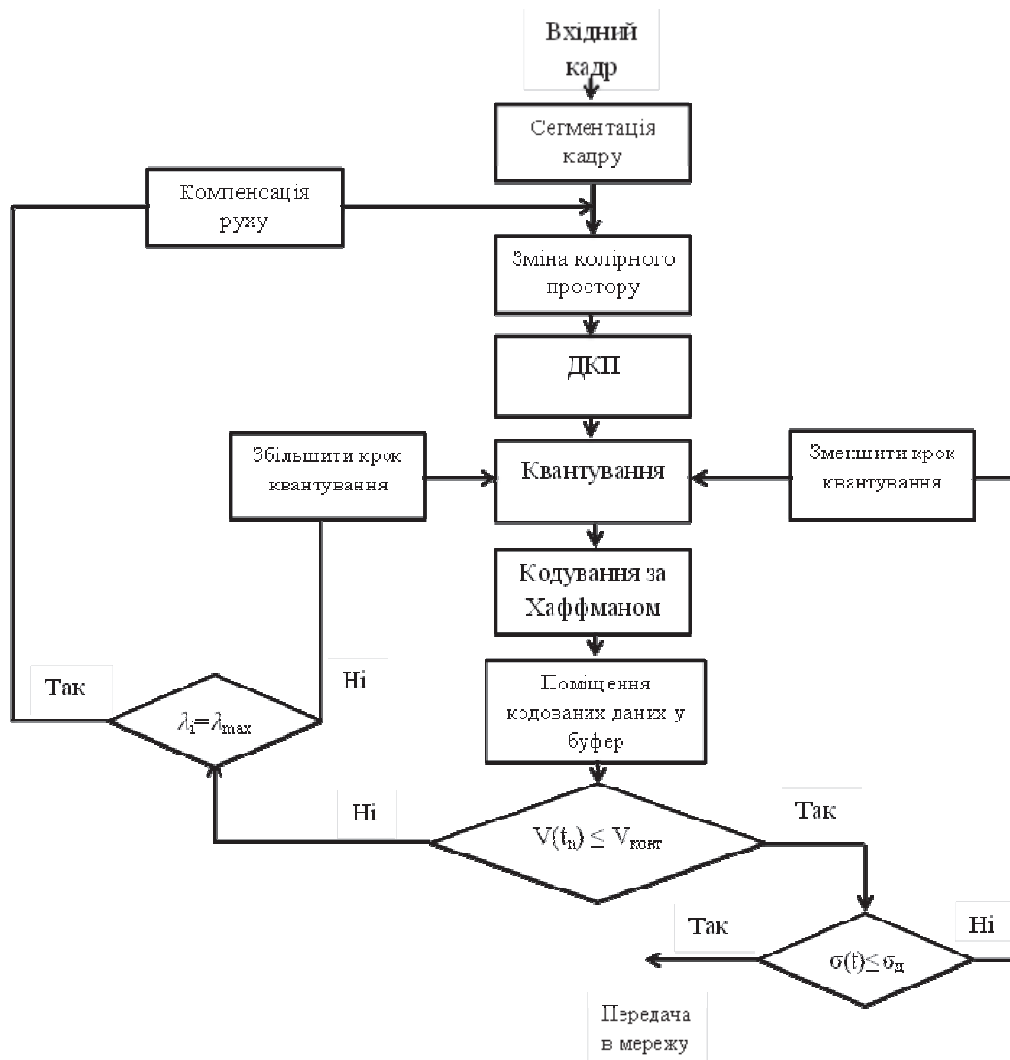 Вхідний
кадр
Сегментація
кадру
Компенсація
руху
Зміна колірного
простору
ДКП
Збільшити крок
квантування
Квантування
Зменшити крок
квантування
Кодування за
Хаффманом
Поміщення
кодованих даних у
буфер
Так
Ні
λi=λmax
Ні
V(tn) ≤ Vконт
Так
Так
Ні
σ(t)≤σд
Передача
в мережу